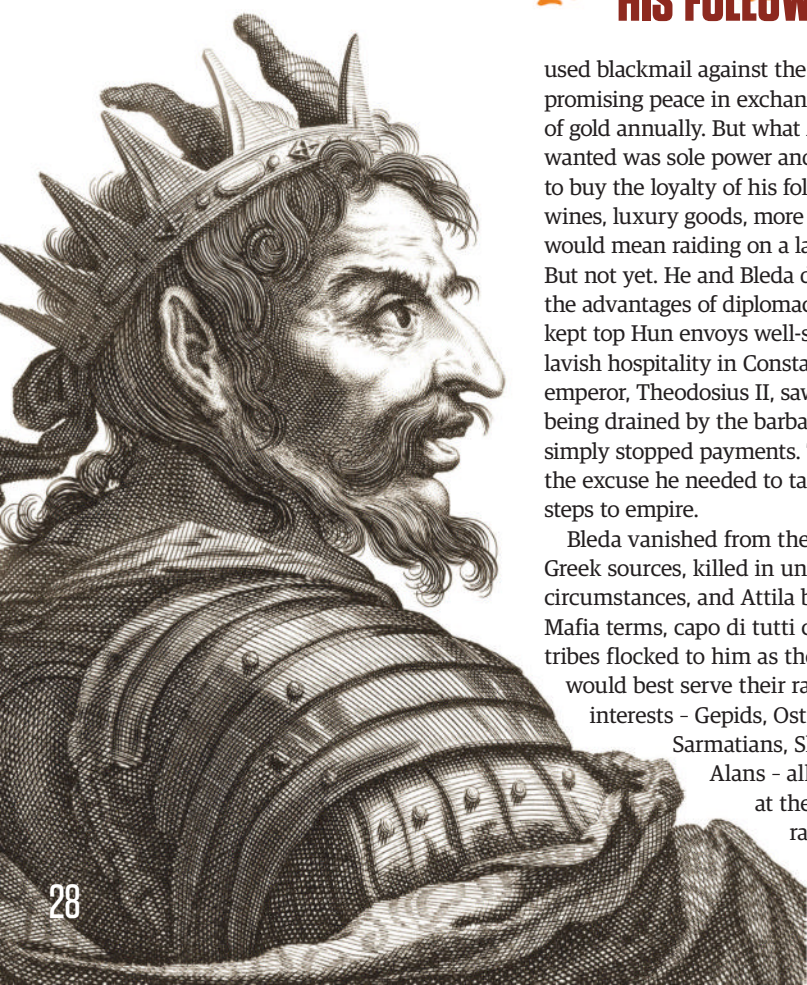 HIS FOLLOW
used blackmail against the
promising peace in exchan
of gold annually. But what
wanted was sole power and
to buy the loyalty of his fol
wines, luxury goods, more
would mean raiding on a la
But not yet. He and Bleda
the advantages of diplomac
kept top Hun envoys well-s
lavish hospitality in Consta
emperor, Theodosius II, sav
being drained by the barba
simply stopped payments.
the excuse he needed to ta
steps to empire.
Bleda vanished from the
Greek sources, killed in un
circumstances, and Attila b
Mafia terms, capo di tutti
tribes flocked to him as the
would best serve their ra
interests – Gepids, Ost
Sarmatians, S
Alans – all
at the
ra
28